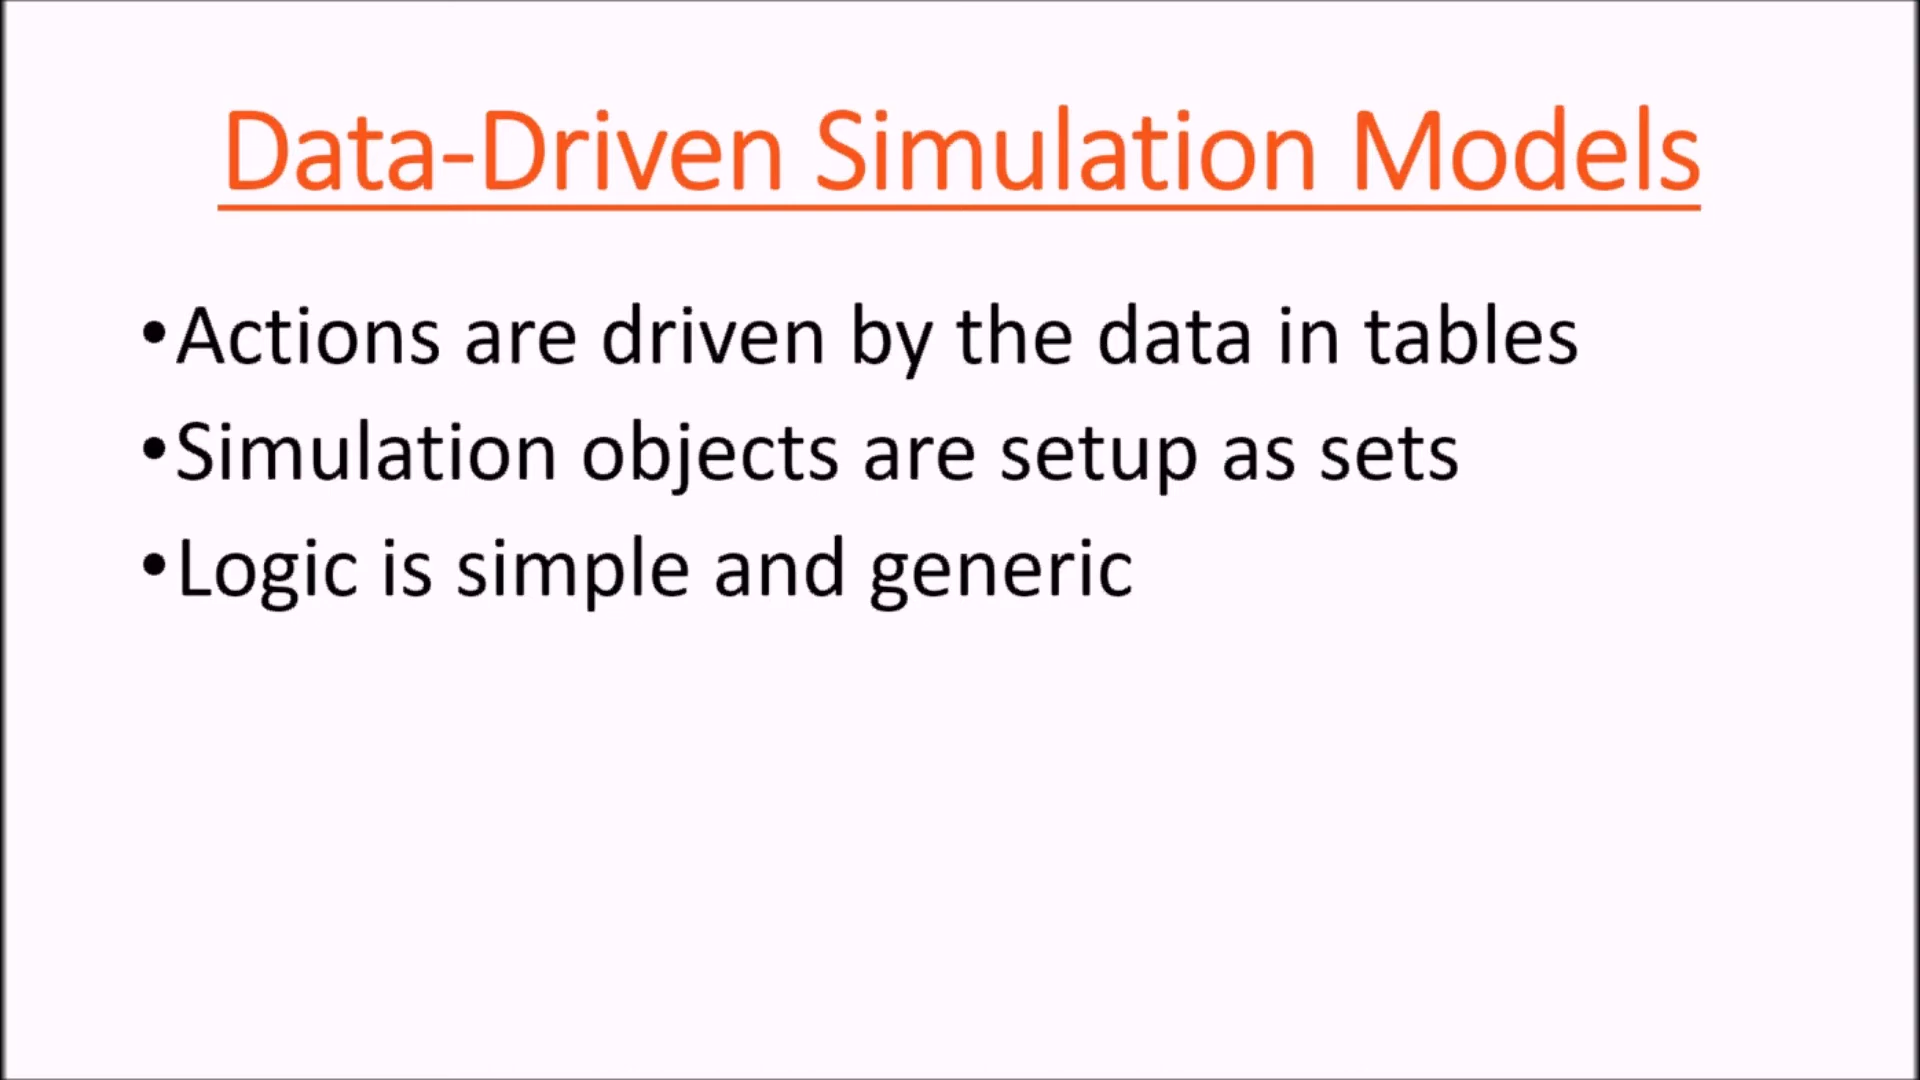 Data-Driven Simulation Models
•Actions are driven by the data in tables
•Simulation objects are setup as sets
•Logic is simple and generic